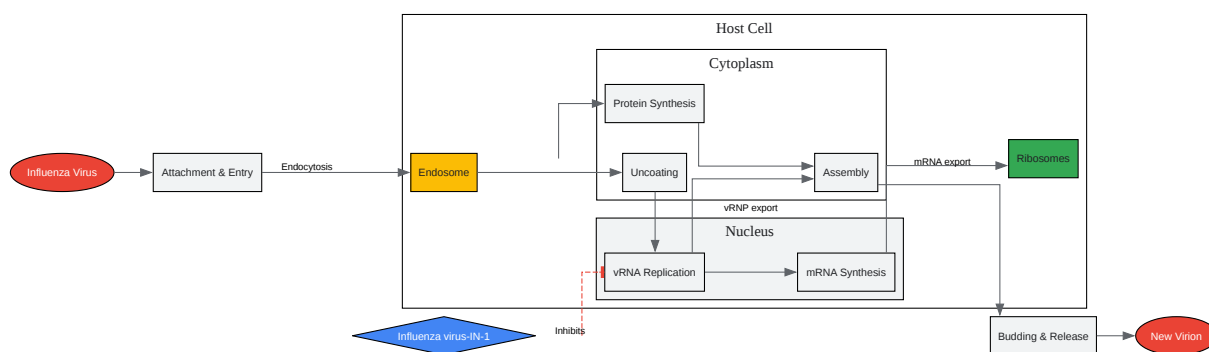 Host Cell
Cytoplasm
Protein Synthesis
Influenza Virus
Attachment & Entry
Endocytosis
Endosome
Uncoating
Assembly
mRNA export
Ribosomes
vRNP export
Nucleus
vRNA Replication
mRNA Synthesis
Inhibits
Influenza virus-IN-1
Budding & Release
New Virion